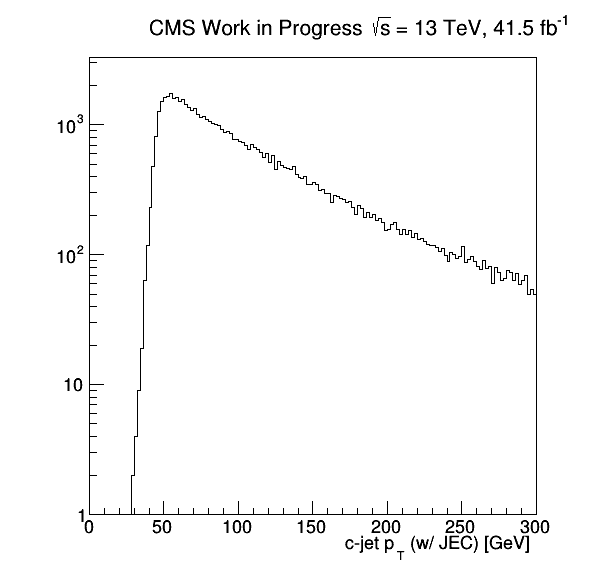 CMS Work in Progress √s = 13 TeV, 41.5 fb⁻¹
10³
10²
10
1
0 50 100 150 200 250 300
c-jet p_T (w/ JEC) [GeV]